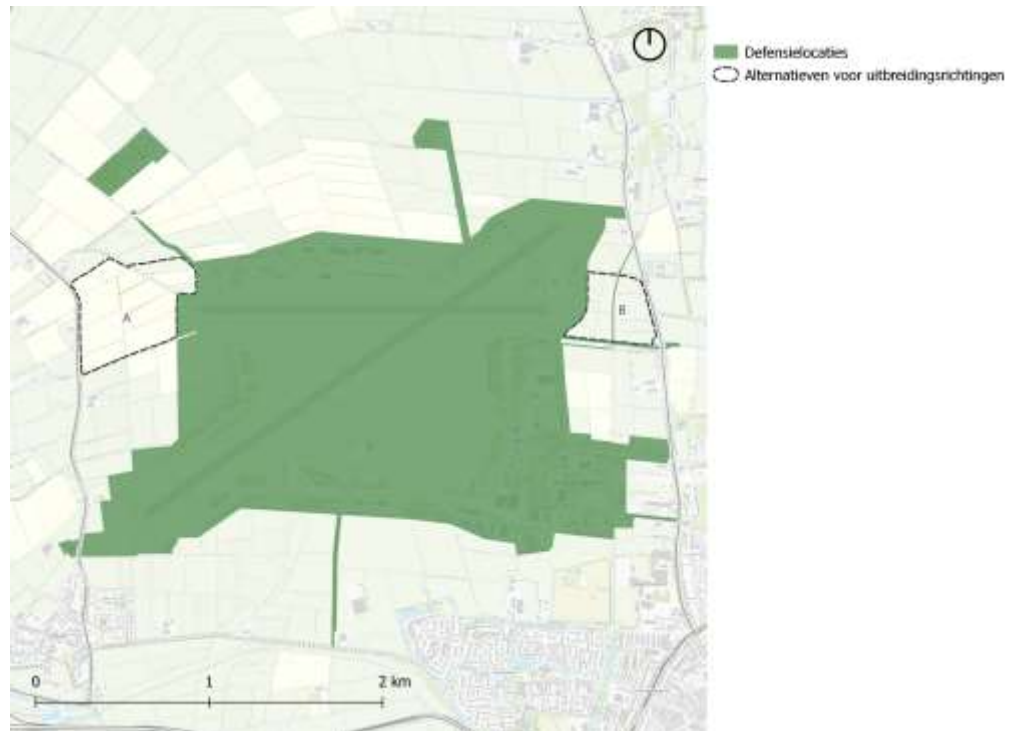 Defensielocaties
Alternatieven voor uitbreidingsrichtingen
A
B
0 1 2 km